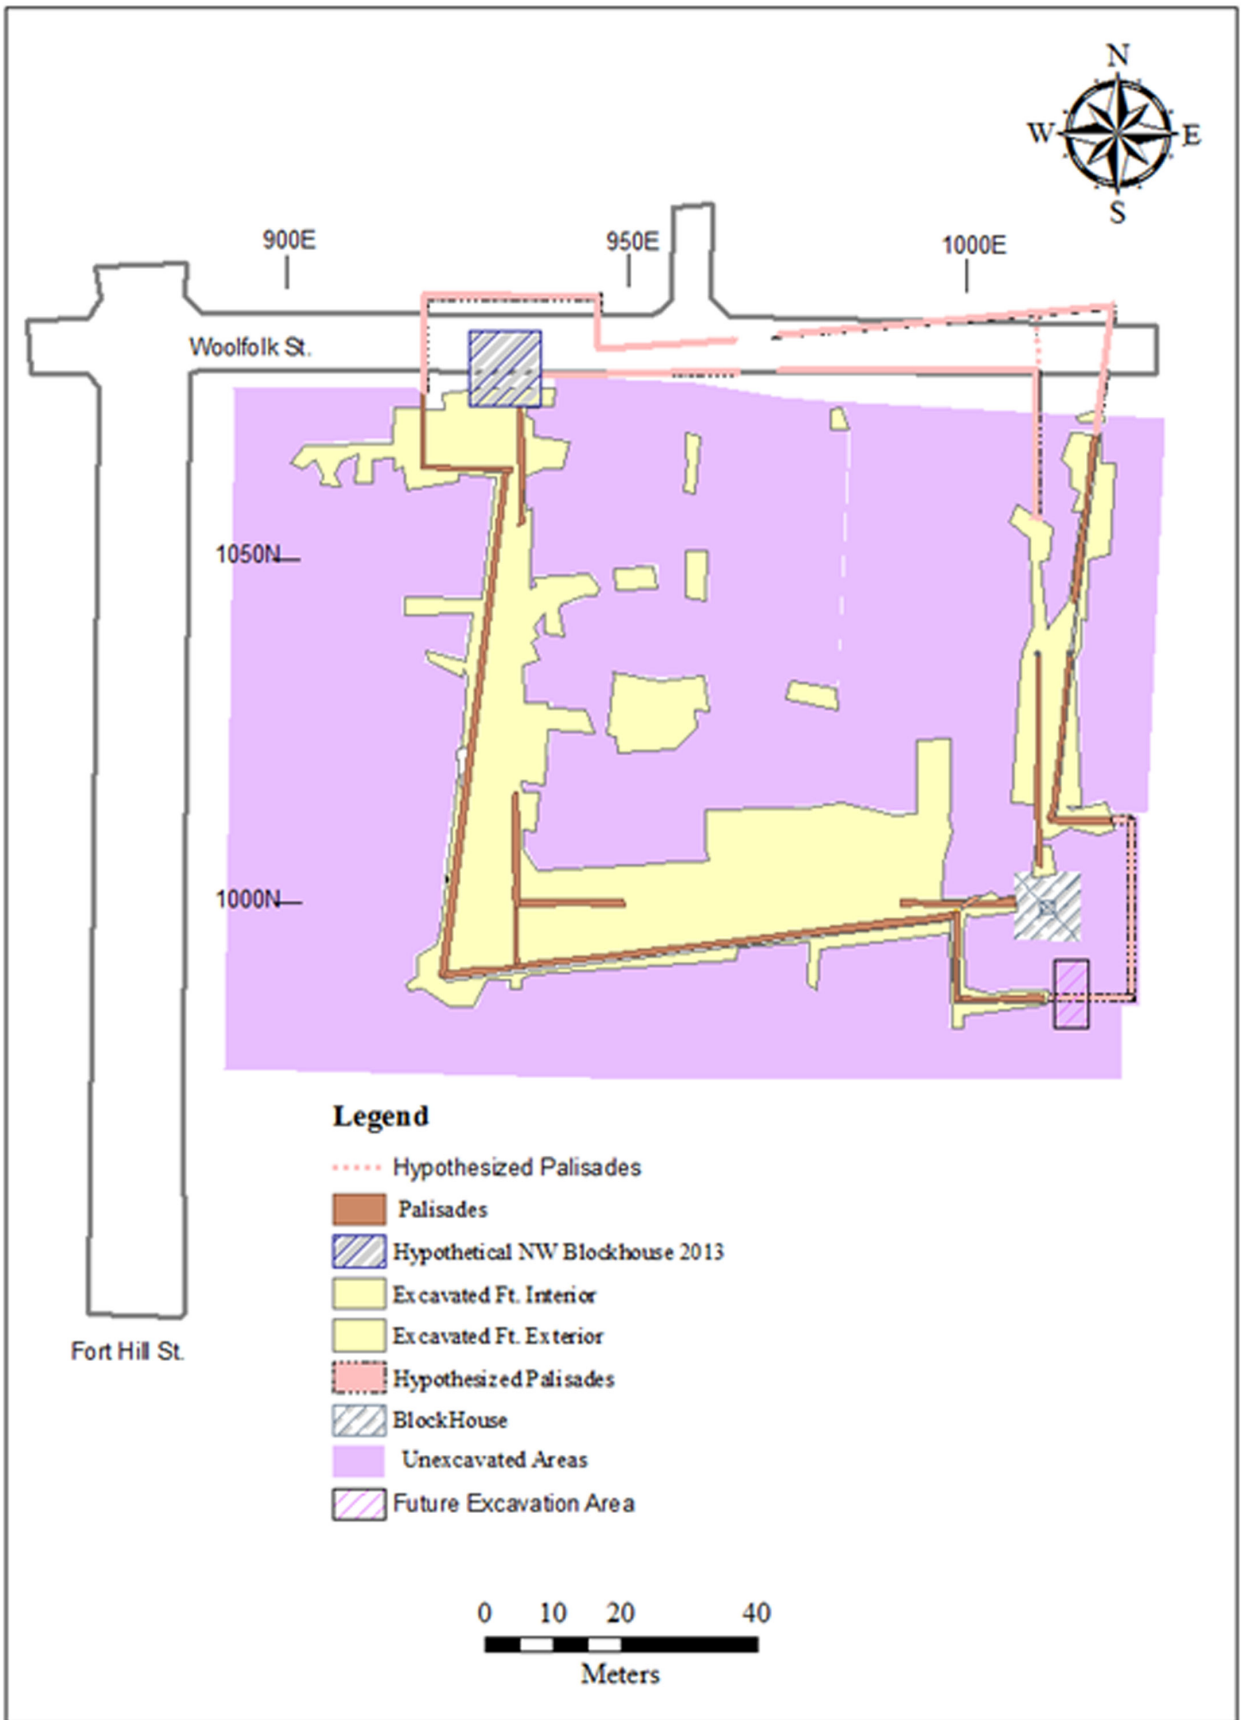 N
W E
S
900E 950E 1000E
Woolfolk St.
1050N
1000N
Legend
Hypothesized Palisades
Palisades
Hypothetical NW Blockhouse 2013
Excavated Ft. Interior
Excavated Ft. Exterior
Hypothesized Palisades
BlockHouse
Unexcavated Areas
Future Excavation Area
Fort Hill St.
0 10 20 40
Meters